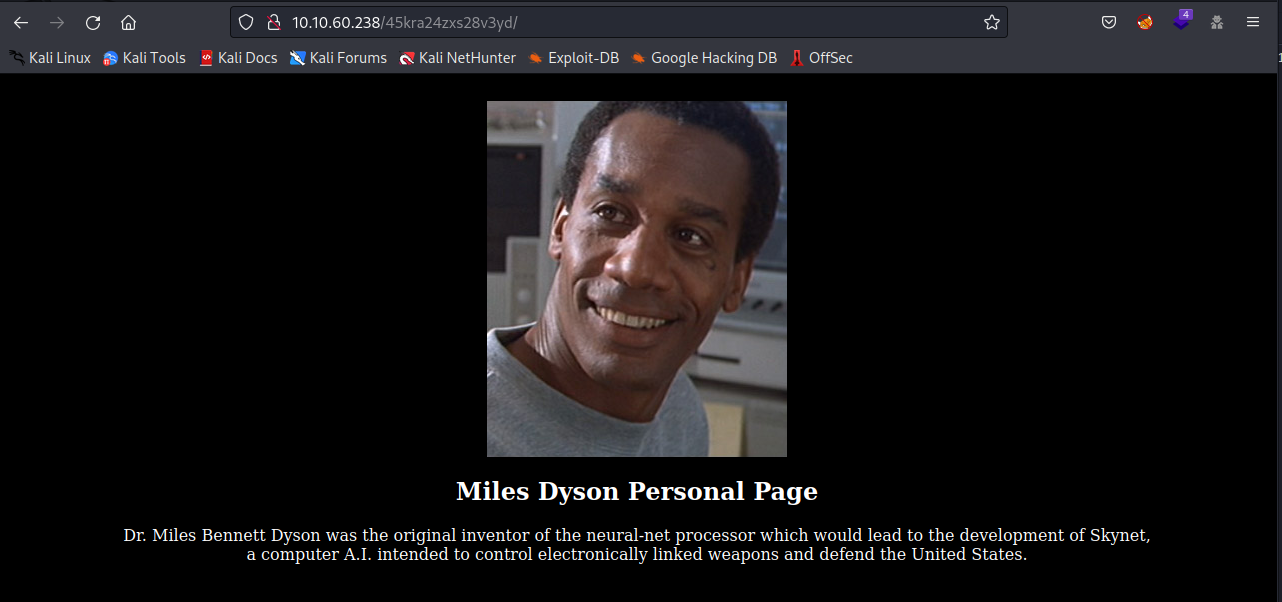 10.10.60.238/45kra24zxs28v3yd/
4
Kali Linux Kali Tools Kali Docs Kali Forums Kali NetHunter Exploit-DB Google Hacking DB OffSec
Miles Dyson Personal Page
Dr. Miles Bennett Dyson was the original inventor of the neural-net processor which would lead to the development of Skynet,
a computer A.I. intended to control electronically linked weapons and defend the United States.